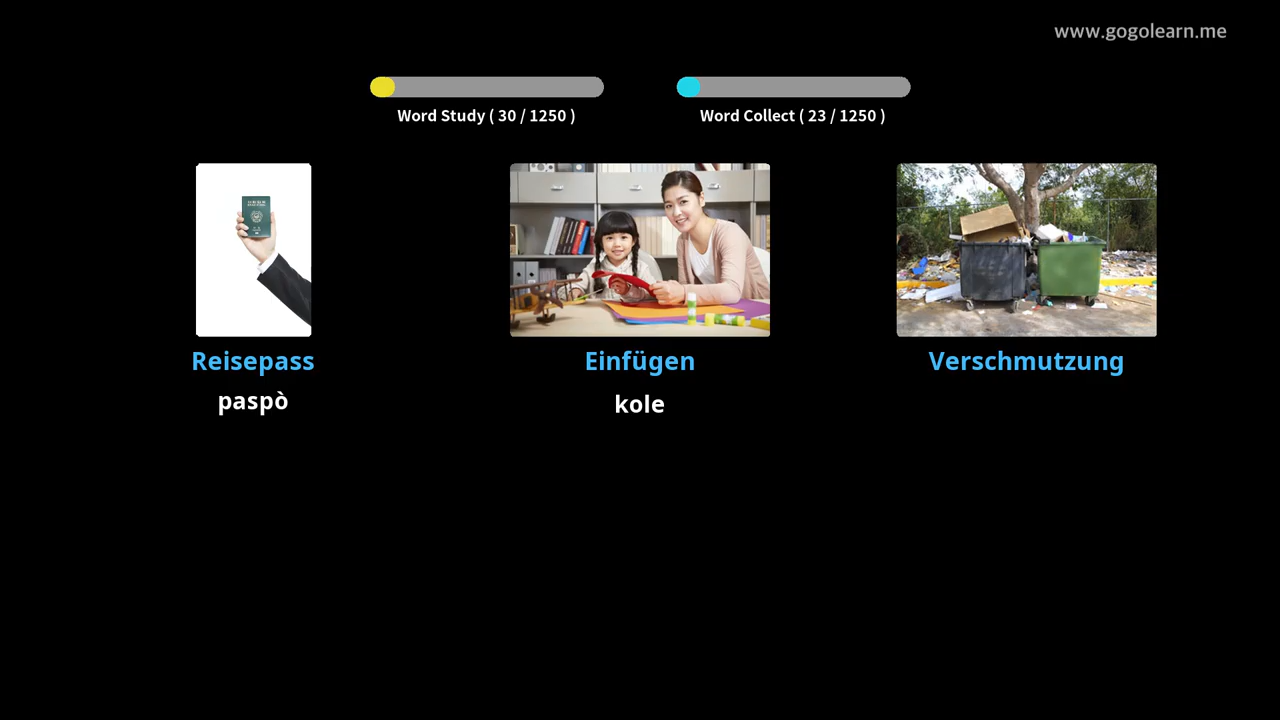 www.gogolearn.me
Word Study ( 30 / 1250 )
Word Collect ( 23 / 1250 )
Reisepass
Einfügen
Verschmutzung
paspò
kole